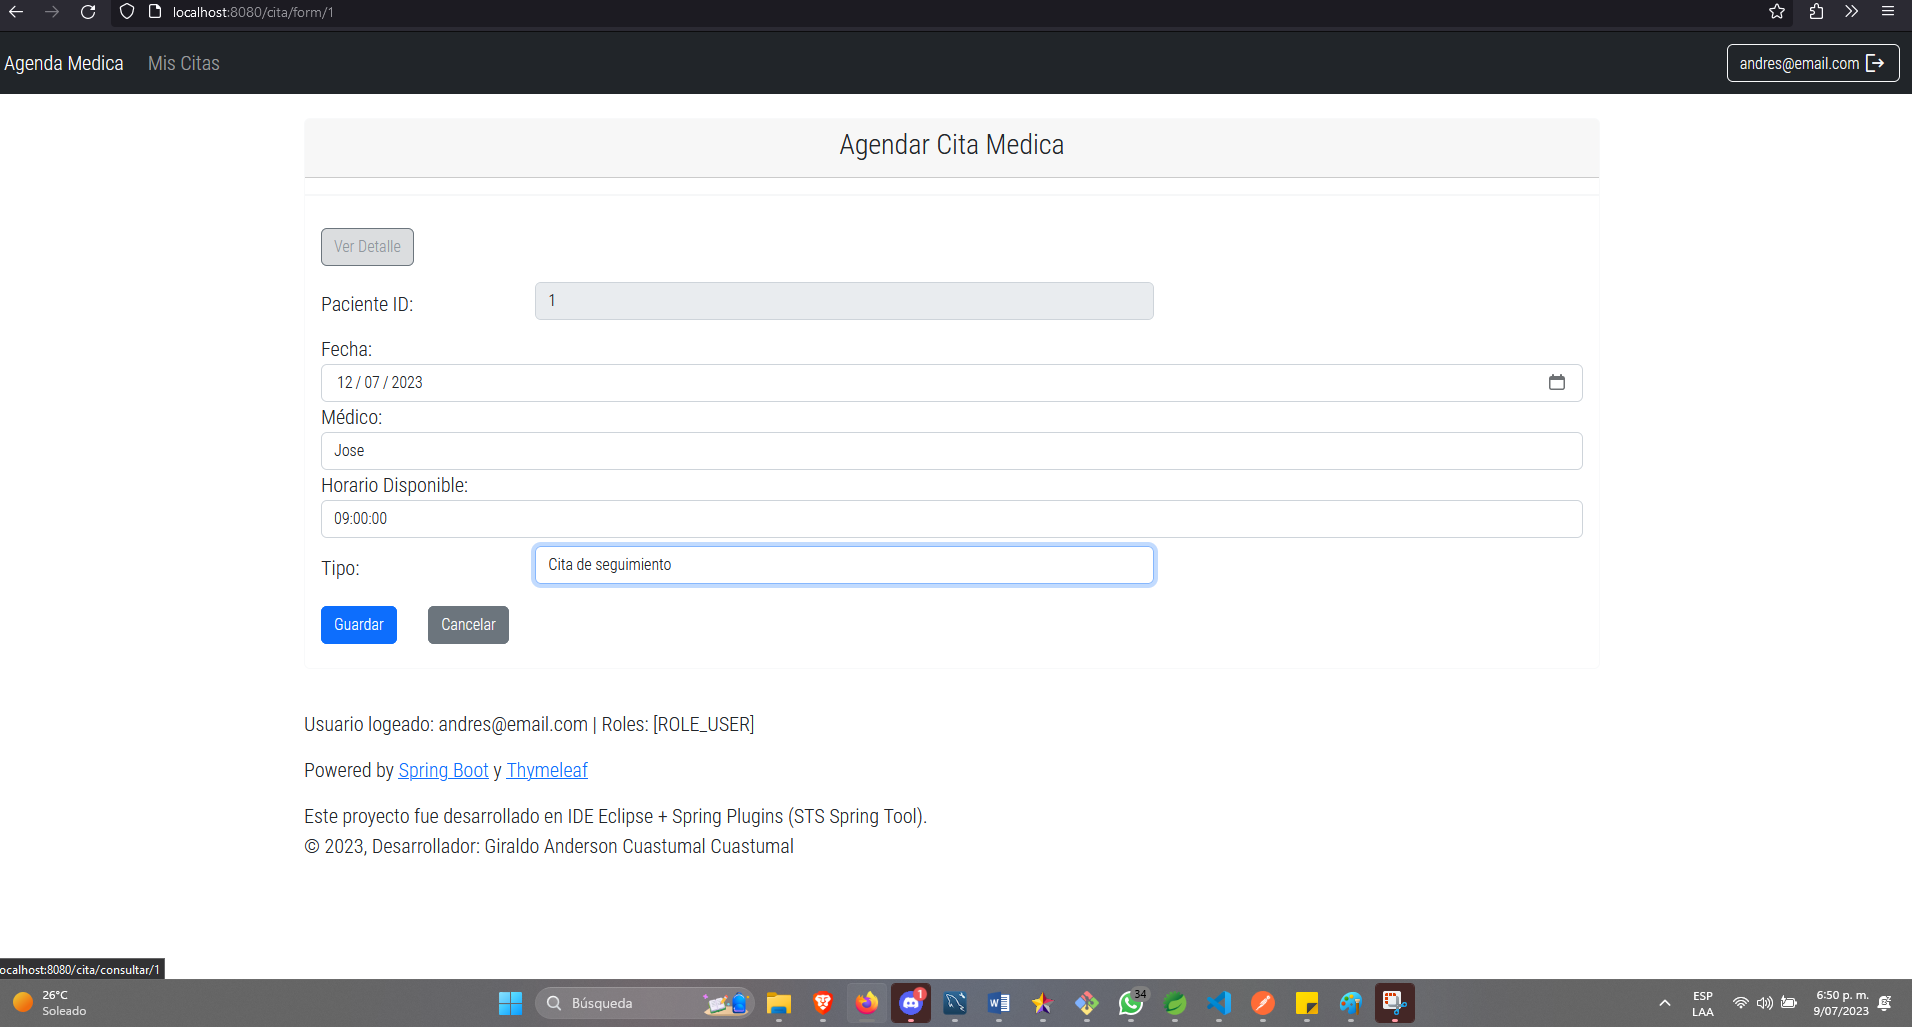 localhost:8080/cita/form/1
Agenda Medica
Mis Citas
andres@email.com
Agendar Cita Medica
Ver Detalle
Paciente ID:
1
Fecha:
12 / 07 / 2023
Médico:
Jose
Horario Disponible:
09:00:00
Tipo:
Cita de seguimiento
Guardar
Cancelar
Usuario logeado: andres@email.com | Roles: [ROLE_USER]
Powered by Spring Boot y Thymeleaf
Este proyecto fue desarrollado en IDE Eclipse + Spring Plugins (STS Spring Tool).
© 2023, Desarrollador: Giraldo Anderson Cuastumal Cuastumal
ocalhost:8080/cita/consultar/1
26°C
Soleado
Búsqueda
1
34
ESP
LAA
6:50 p. m.
9/07/2023